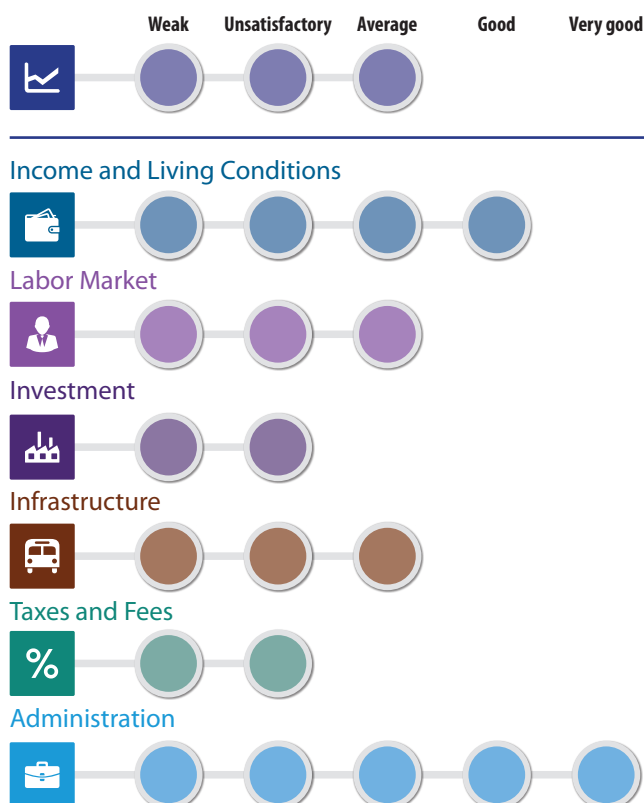 Weak Unsatisfactory Average Good Very good
Income and Living Conditions
Labor Market
Investment
Infrastructure
Taxes and Fees
%
Administration